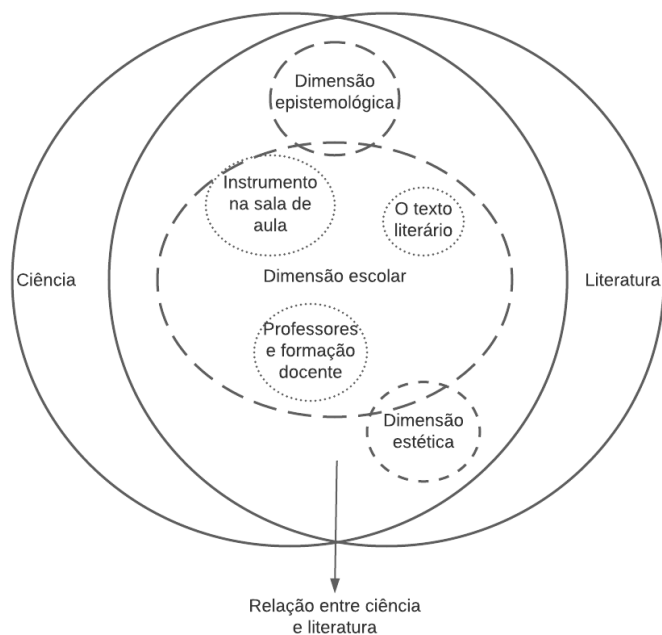 Dimensão
epistemológica
Instrumento
na sala de
aula
O texto
literário
Ciência
Dimensão escolar
Literatura
Professores
e formação
docente
Dimensão
estética
Relação entre ciência
e literatura